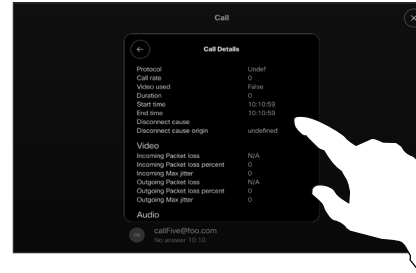 Call
Call Details
Protocol Undef
Call rate 0
Video used False
Duration 0
Start time 10:10:59
End time 10:10:59
Disconnect cause
Disconnect cause origin undefined
Video
Incoming Packet loss N/A
Incoming Packet loss percent 0
Incoming Max jitter 0
Outgoing Packet loss N/A
Outgoing Packet loss percent 0
Outgoing Max jitter 0
Audio
callFive@foo.com
No answer 10:10